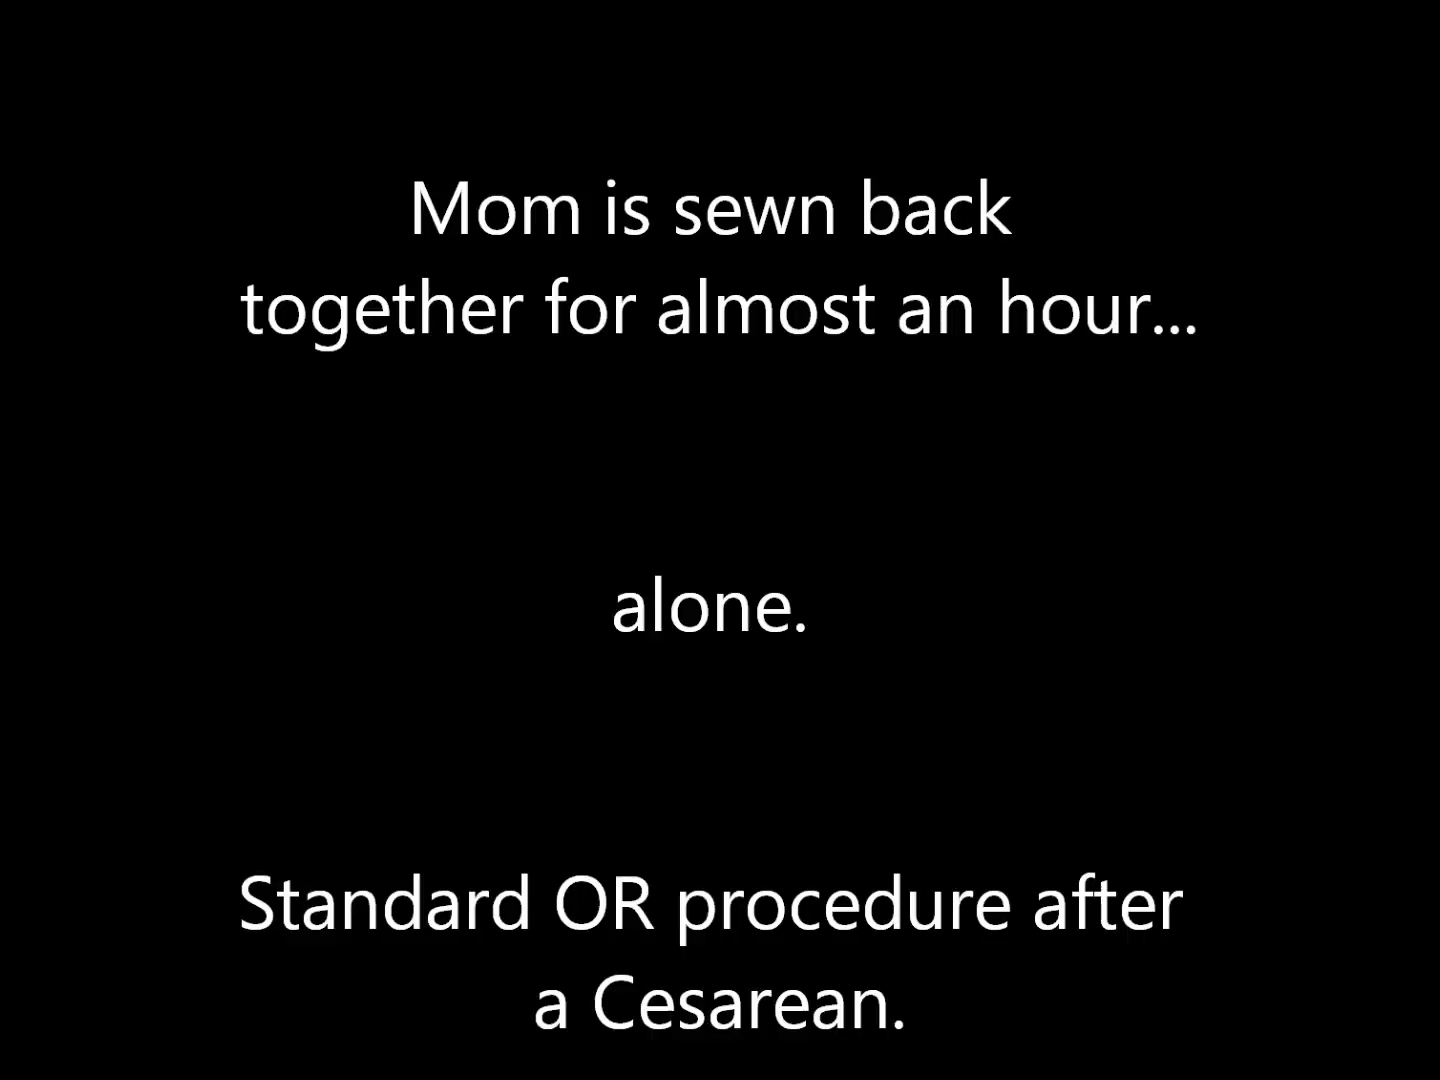 Mom is sewn back
together for almost an hour...
alone.
Standard OR procedure after
a Cesarean.